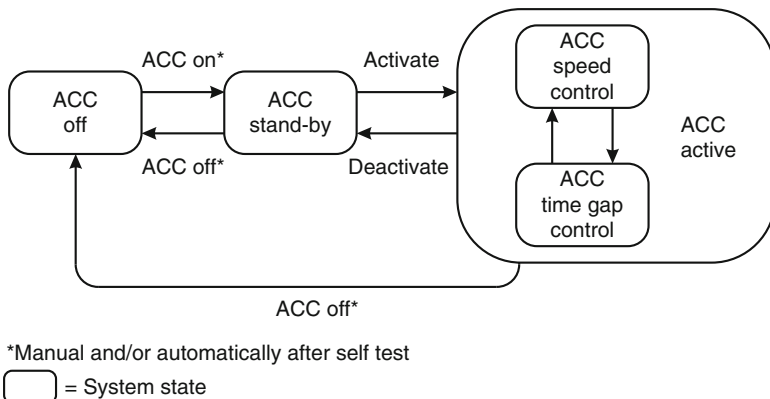 ACC
off
ACC on*
ACC off*
ACC
stand-by
Activate
Deactivate
ACC
speed
control
ACC
time gap
control
ACC
active
ACC off*
*Manual and/or automatically after self test
= System state